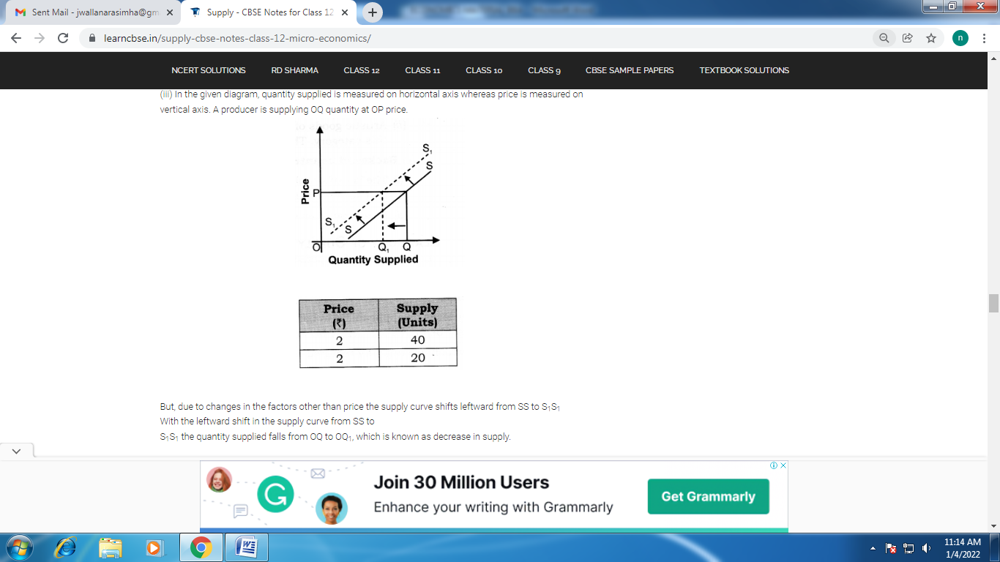 Sent Mail - jwallanarasimha@gm
Supply - CBSE Notes for Class 12
learncbse.in/supply-cbse-notes-class-12-micro-economics/
n
NCERT SOLUTIONS RD SHARMA CLASS 12 CLASS 11 CLASS 10 CLASS 9 CBSE SAMPLE PAPERS TEXTBOOK SOLUTIONS
(iii) In the given diagram, quantity supplied is measured on horizontal axis whereas price is measured on
vertical axis. A producer is supplying OQ quantity at OP price.
S₁
S
Price
P
S₁
S
O
Q₁ Q
Quantity Supplied
Price (₹) Supply (Units)
2 40
2 20
But, due to changes in the factors other than price the supply curve shifts leftward from SS to S₁S₁
With the leftward shift in the supply curve from SS to
S₁S₁ the quantity supplied falls from OQ to OQ₁, which is known as decrease in supply.
Join 30 Million Users
Enhance your writing with Grammarly
Get Grammarly
11:14 AM
1/4/2022